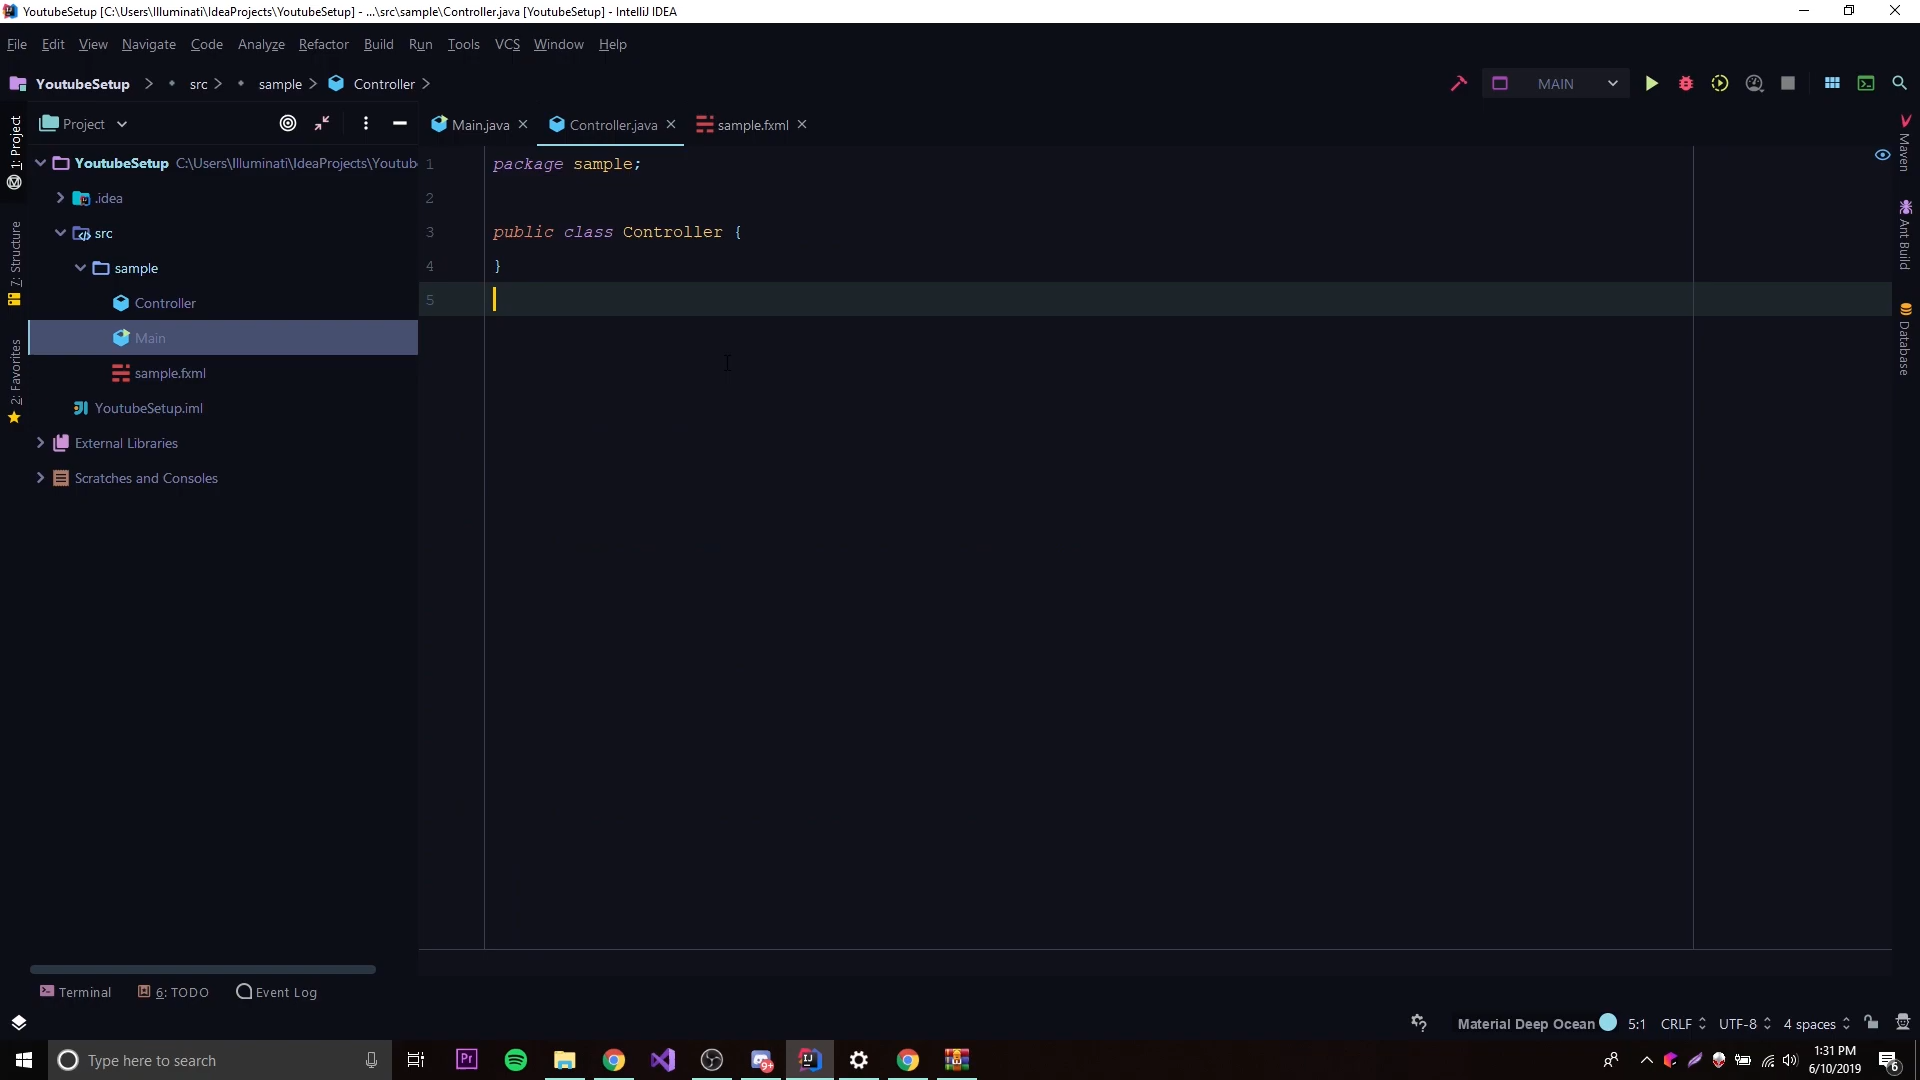 YoutubeSetup [C:\Users\Illuminati\IdeaProjects\YoutubeSetup] - ...\src\sample\Controller.java [YoutubeSetup] - IntelliJ IDEA
File Edit View Navigate Code Analyze Refactor Build Run Tools VCS Window Help
YoutubeSetup src sample Controller MAIN
Project Main.java Controller.java sample.fxml
1: Project
7: Structure
2: Favorites
YoutubeSetup C:\Users\Illuminati\IdeaProjects\Youtub
.idea
src
sample
Controller
Main
sample.fxml
YoutubeSetup.iml
External Libraries
Scratches and Consoles
1 package sample;
2
3 public class Controller {
4 }
5
Maven
Ant Build
Database
Terminal 6: TODO Event Log
Material Deep Ocean 5:1 CRLF UTF-8 4 spaces
Type here to search Pr 9+ IJ 1:31 PM
6/10/2019 6